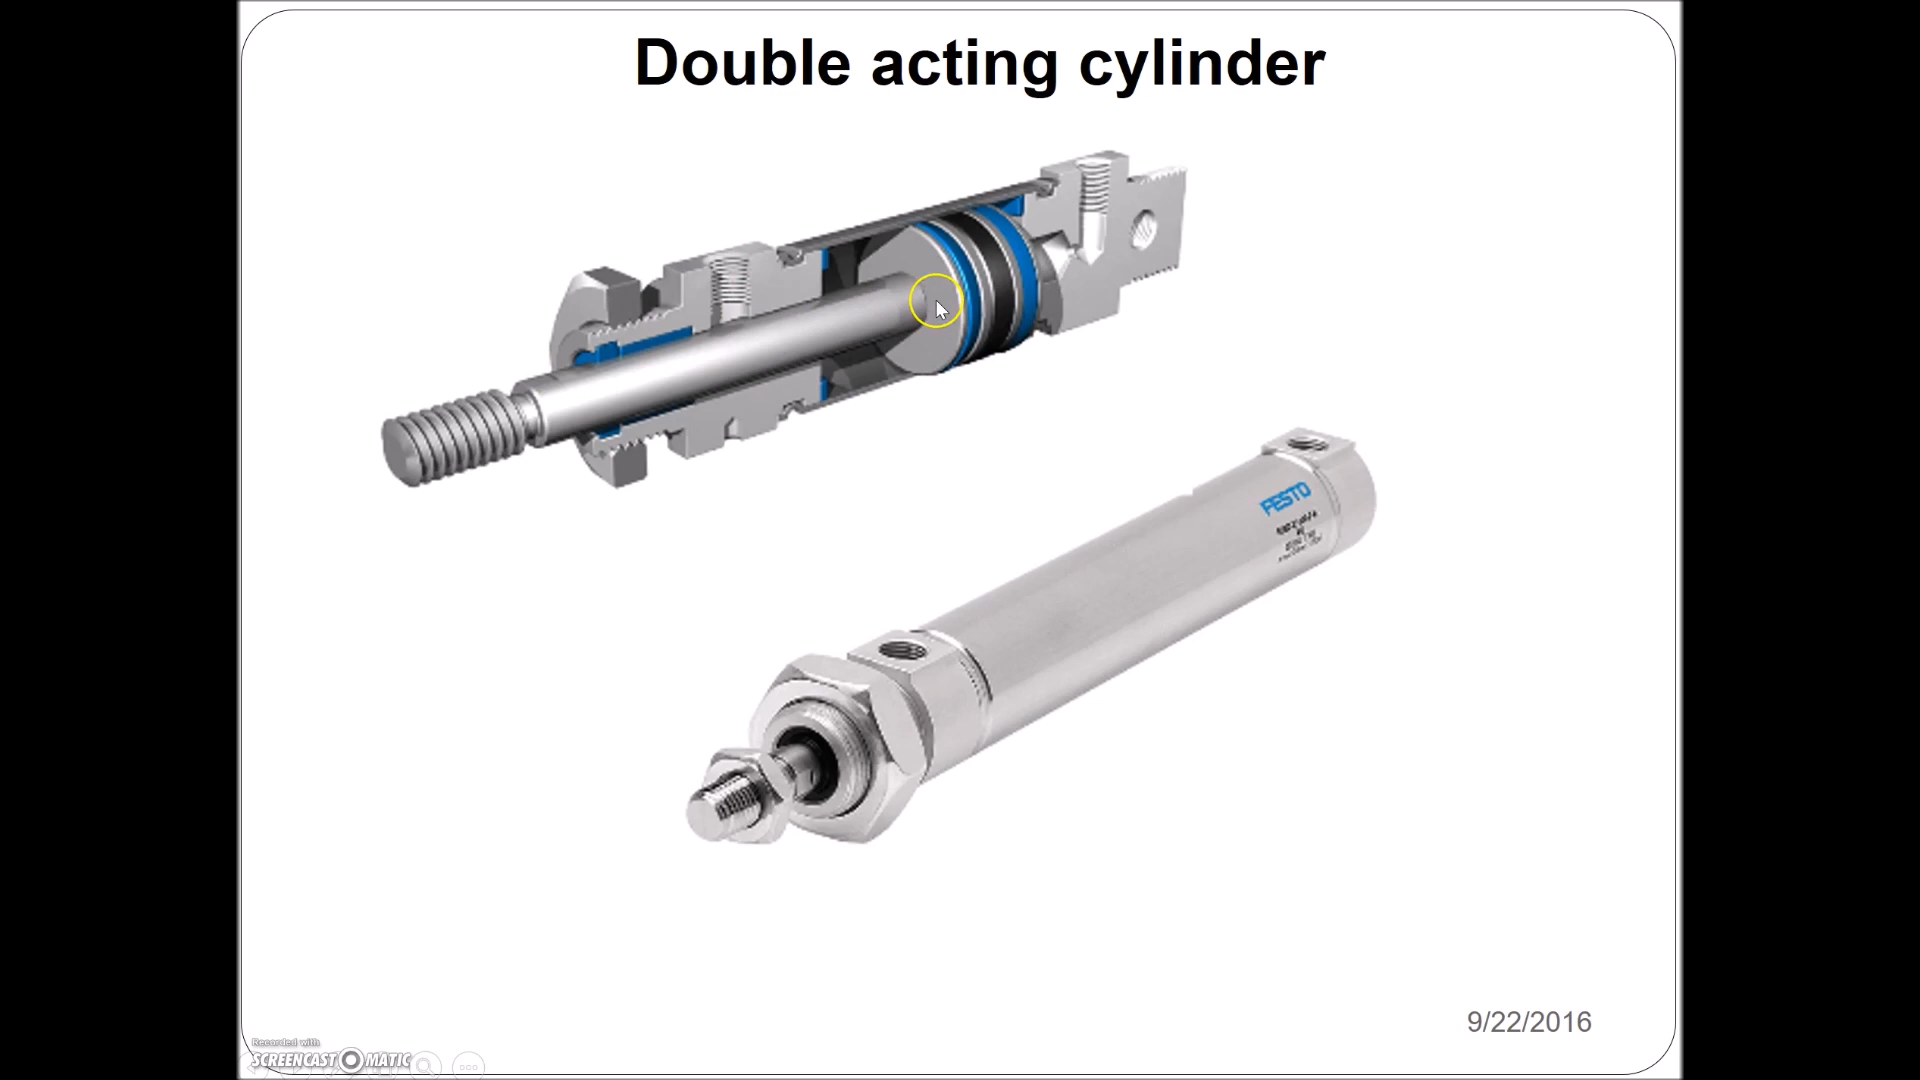 Double acting cylinder
FESTO
9/22/2016
Recorded with
SCREENCAST MATIC